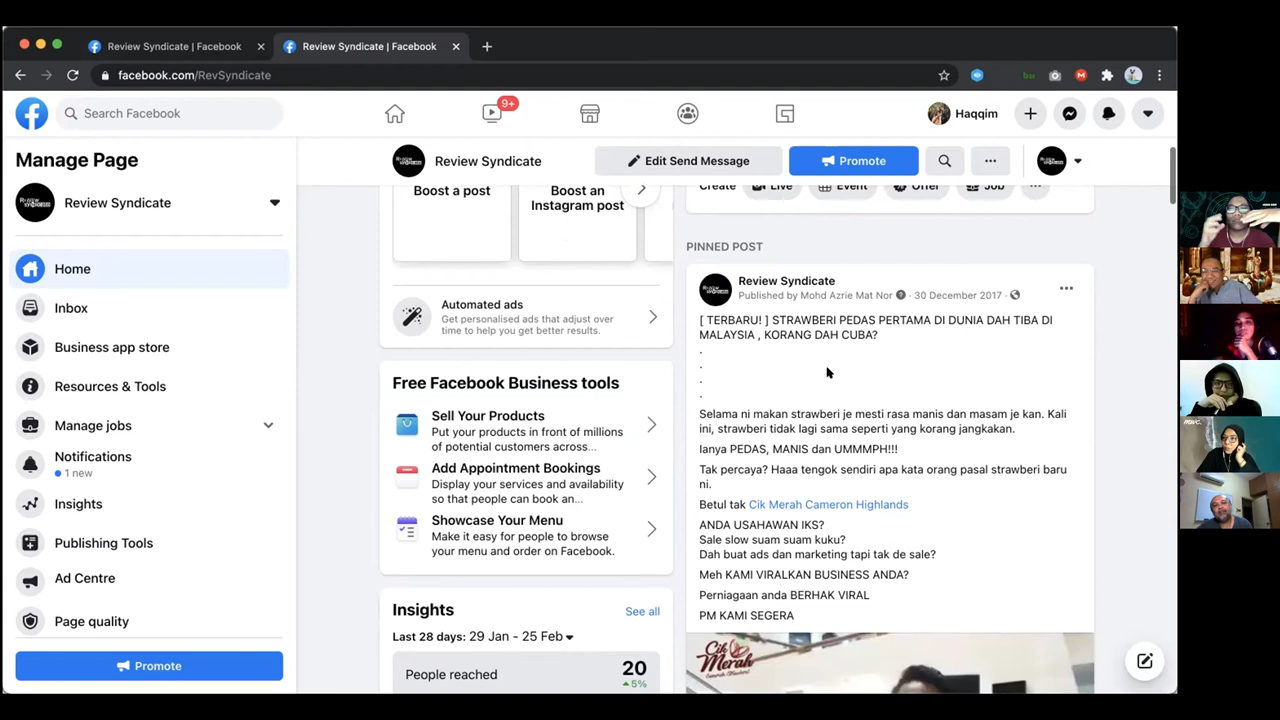 Review Syndicate | Facebook
Review Syndicate | Facebook
facebook.com/RevSyndicate
Search Facebook
9+
Haqqim
Manage Page
Review Syndicate
Home
Inbox
Business app store
Resources & Tools
Manage jobs
Notifications
1 new
Insights
Publishing Tools
Ad Centre
Page quality
Promote
Review Syndicate
Edit Send Message
Promote
Boost a post
Boost an
Instagram post
Automated ads
Get personalised ads that adjust over
time to help you get better results.
Free Facebook Business tools
Sell Your Products
Put your products in front of millions
of potential customers across...
Add Appointment Bookings
Display your services and availability
so that people can book an...
Showcase Your Menu
Make it easy for people to browse
your menu and order on Facebook.
Insights
See all
Last 28 days: 29 Jan - 25 Feb
People reached
20
5%
Create
Live
Event
Offer
Job
PINNED POST
Review Syndicate
Published by Mohd Azrie Mat Nor · 30 December 2017 ·
[ TERBARU! ] STRAWBERI PEDAS PERTAMA DI DUNIA DAH TIBA DI
MALAYSIA , KORANG DAH CUBA?
.
.
.
.
Selama ni makan strawberi je mesti rasa manis dan masam je kan. Kali
ini, strawberi tidak lagi sama seperti yang korang jangkakan.
Ianya PEDAS, MANIS dan UMMMPH!!!
Tak percaya? Haaa tengok sendiri apa kata orang pasal strawberi baru
ni.
Betul tak Cik Merah Cameron Highlands
ANDA USAHAWAN IKS?
Sale slow suam suam kuku?
Dah buat ads dan marketing tapi tak de sale?
Meh KAMI VIRALKAN BUSINESS ANDA?
Perniagaan anda BERHAK VIRAL
PM KAMI SEGERA
Cik
Merah